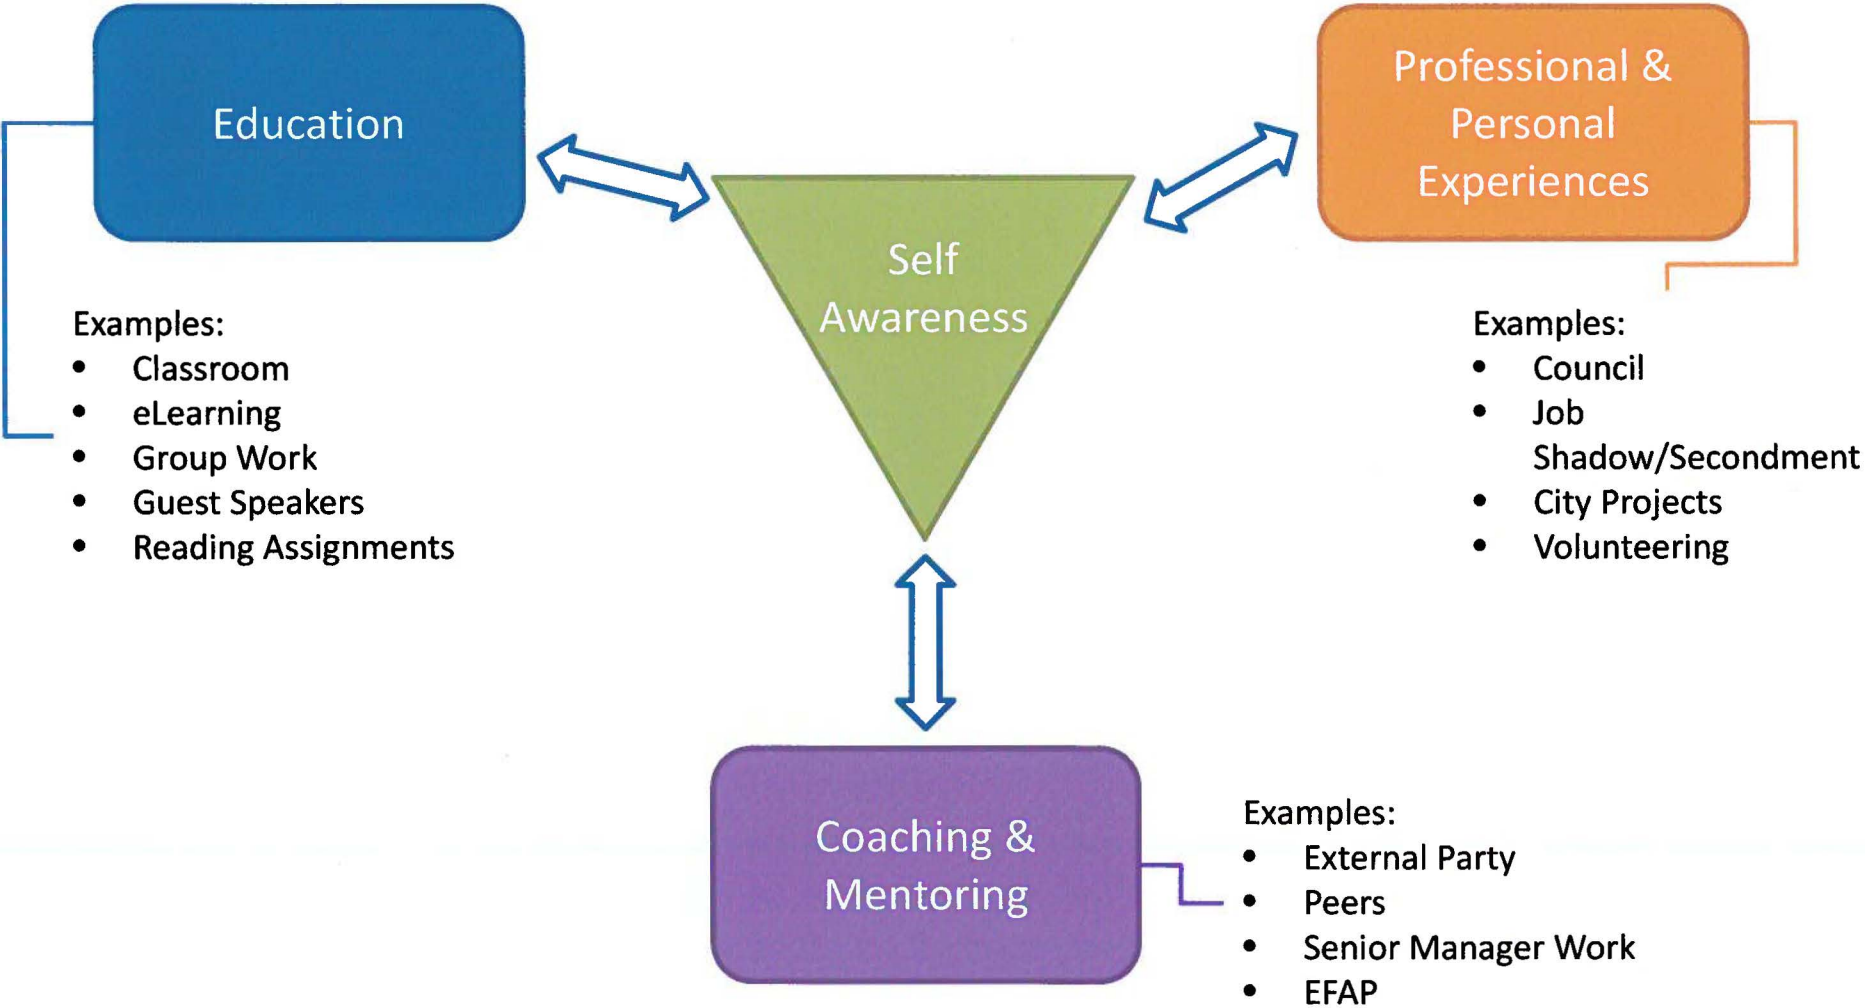 Education
Professional &
Personal
Experiences
Self
Awareness
Examples:
• Classroom
• eLearning
• Group Work
• Guest Speakers
• Reading Assignments
Examples:
• Council
• Job
Shadow/Secondment
• City Projects
• Volunteering
Coaching &
Mentoring
Examples:
• External Party
• Peers
• Senior Manager Work
• EFAP